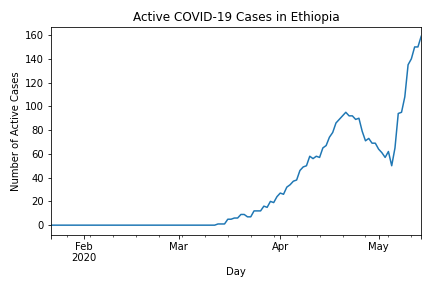 Active COVID-19 Cases in Ethiopia
Number of Active Cases
160
140
120
100
80
60
40
20
0
Feb
2020
Mar
Apr
May
Day